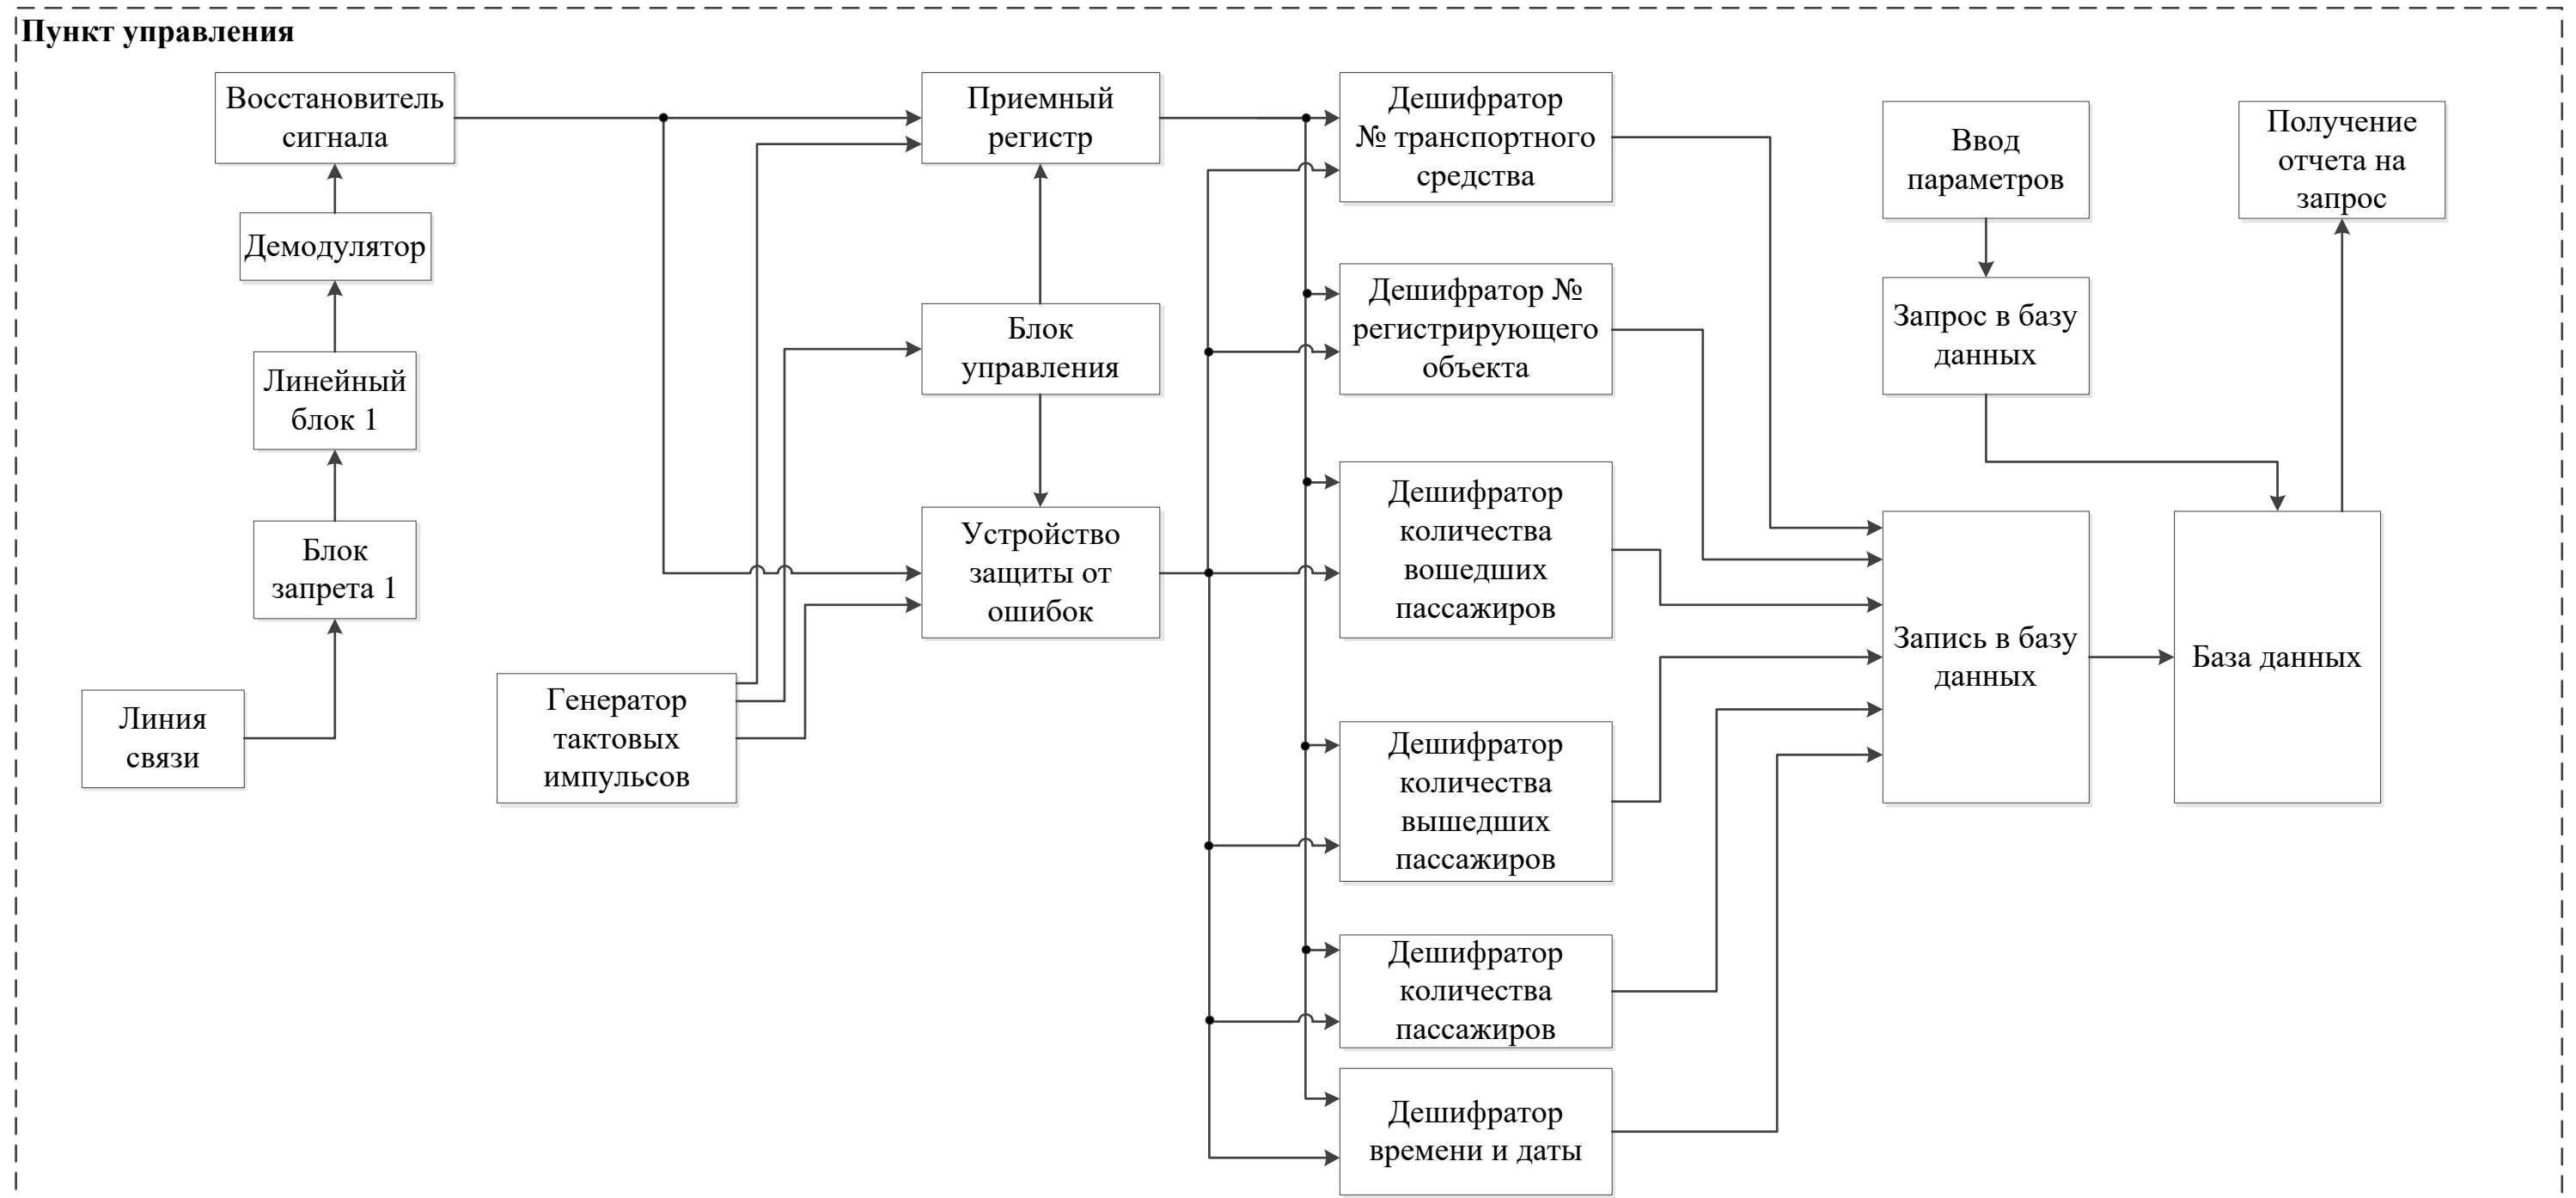 Пункт управления
Восстановитель
сигнала
Демодулятор
Линейный
блок 1
Блок
запрета 1
Линия
связи
Генератор
тактовых
импульсов
Приемный
регистр
Блок
управления
Устройство
защиты от
ошибок
Дешифратор
№ транспортного
средства
Дешифратор №
регистрирующего
объекта
Дешифратор
количества
вошедших
пассажиров
Дешифратор
количества
вышедших
пассажиров
Дешифратор
количества
пассажиров
Дешифратор
времени и даты
Ввод
параметров
Запрос в базу
данных
Запись в базу
данных
Получение
отчета на
запрос
База данных